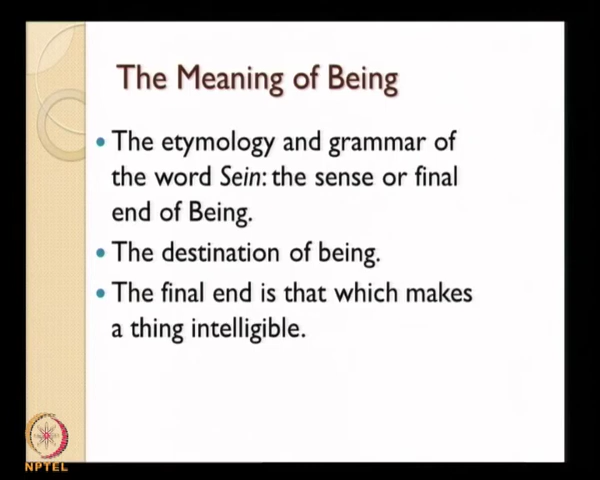 The Meaning of Being
• The etymology and grammar of
the word Sein: the sense or final
end of Being.
• The destination of being.
• The final end is that which makes
a thing intelligible.
NPTEL